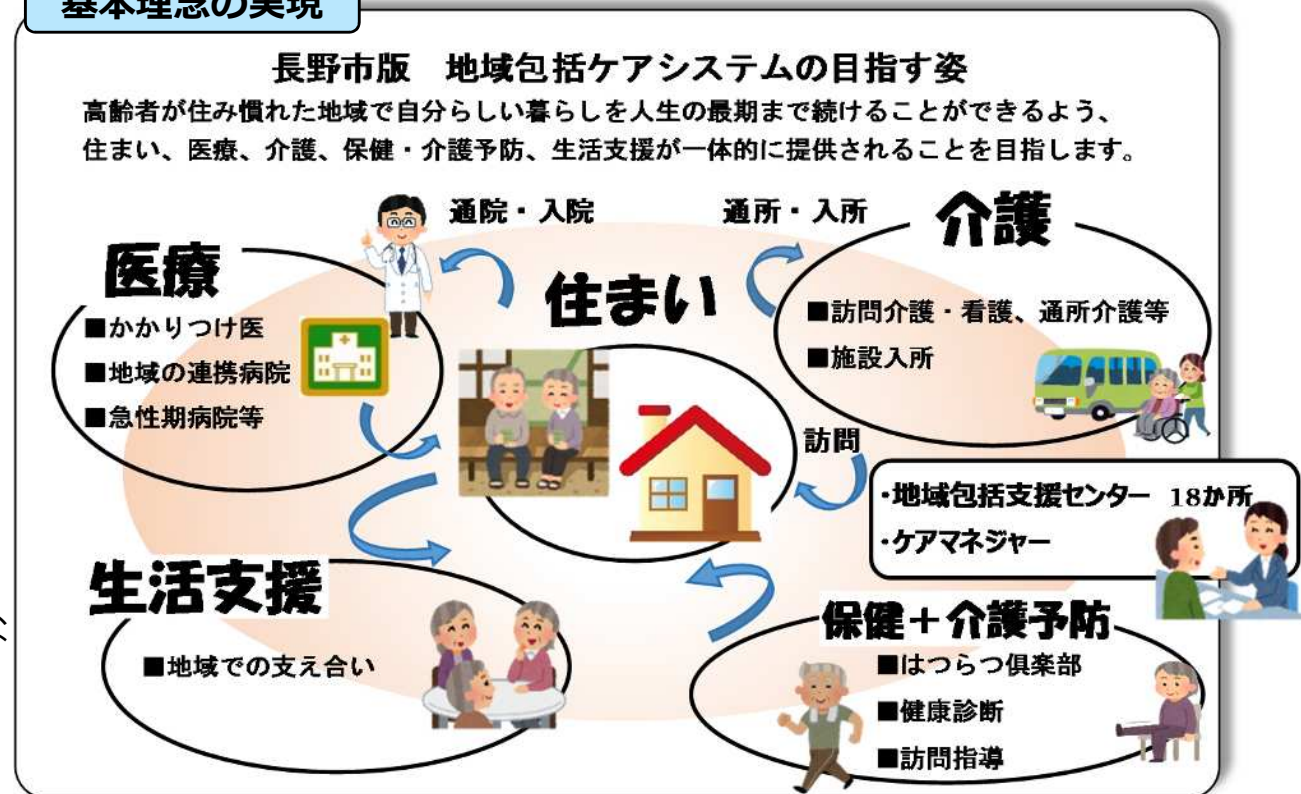 基本理念の実現
長野市版 地域包括ケアシステムの目指す姿
高齢者が住み慣れた地域で自分らしい暮らしを人生の最期まで続けることができるよう、
住まい、医療、介護、保健・介護予防、生活支援が一体的に提供されることを目指します。
通院・入院
通所・入所
医療
■かかりつけ医
■地域の連携病院
■急性期病院等
住まい
介護
■訪問介護・看護、通所介護等
■施設入所
訪問
・地域包括支援センター 18か所
・ケアマネジャー
生活支援
■地域での支え合い
保健＋介護予防
■はつらつ倶楽部
■健康診断
■訪問指導